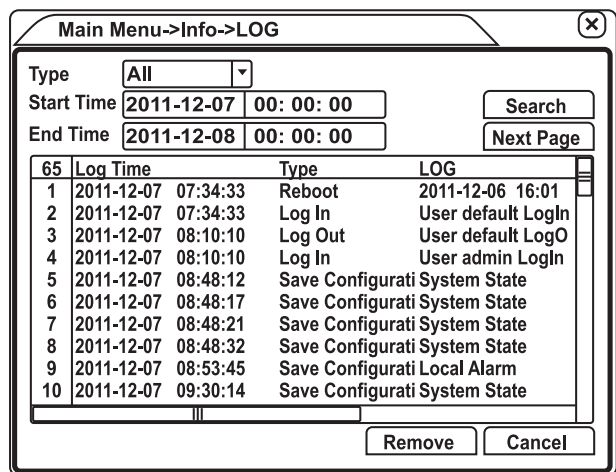 Main Menu->Info->LOG
Type All
Start Time 2011-12-07 00: 00: 00 Search
End Time 2011-12-08 00: 00: 00 Next Page
65 Log Time Type LOG
1 2011-12-07 07:34:33 Reboot 2011-12-06 16:01
2 2011-12-07 07:34:33 Log In User default LogIn
3 2011-12-07 08:10:10 Log Out User default LogO
4 2011-12-07 08:10:10 Log In User admin LogIn
5 2011-12-07 08:48:12 Save Configurati System State
6 2011-12-07 08:48:17 Save Configurati System State
7 2011-12-07 08:48:21 Save Configurati System State
8 2011-12-07 08:48:32 Save Configurati System State
9 2011-12-07 08:53:45 Save Configurati Local Alarm
10 2011-12-07 09:30:14 Save Configurati System State
Remove Cancel